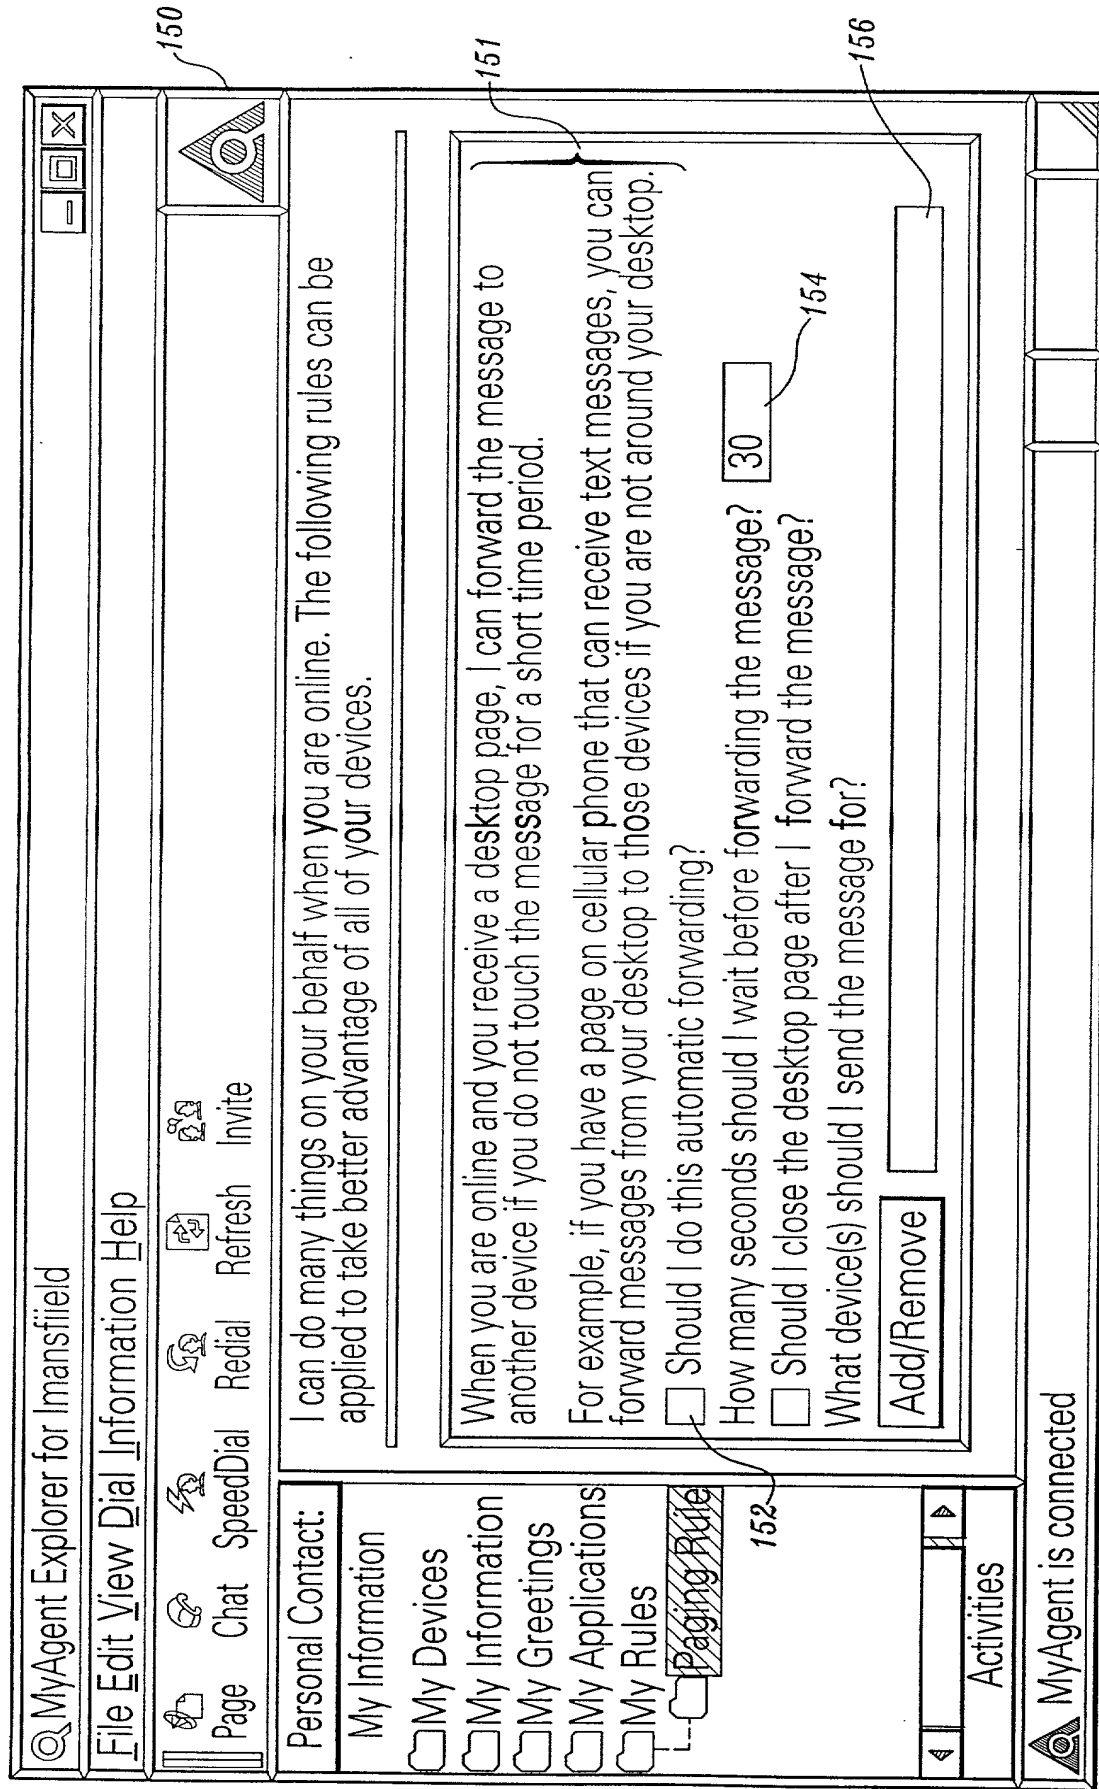 MyAgent Explorer for Imansfiield
File Edit View Dial Information Help
Page Chat SpeedDial Redial Refresh Invite
150
Personal Contact:
My Information
My Devices
My Information
My Greetings
My Applications
My Rules
Paging Rule
Activities
I can do many things on your behalf when you are online. The following rules can be
applied to take better advantage of all of your devices.
When you are online and you receive a desktop page, I can forward the message to
another device if you do not touch the message for a short time period.
For example, if you have a page on cellular phone that can receive text messages, you can
forward messages from your desktop to those devices if you are not around your desktop.
151
Should I do this automatic forwarding?
152
How many seconds should I wait before forwarding the message? 30
154
Should I close the desktop page after I forward the message?
What device(s) should I send the message for?
Add/Remove
156
MyAgent is connected